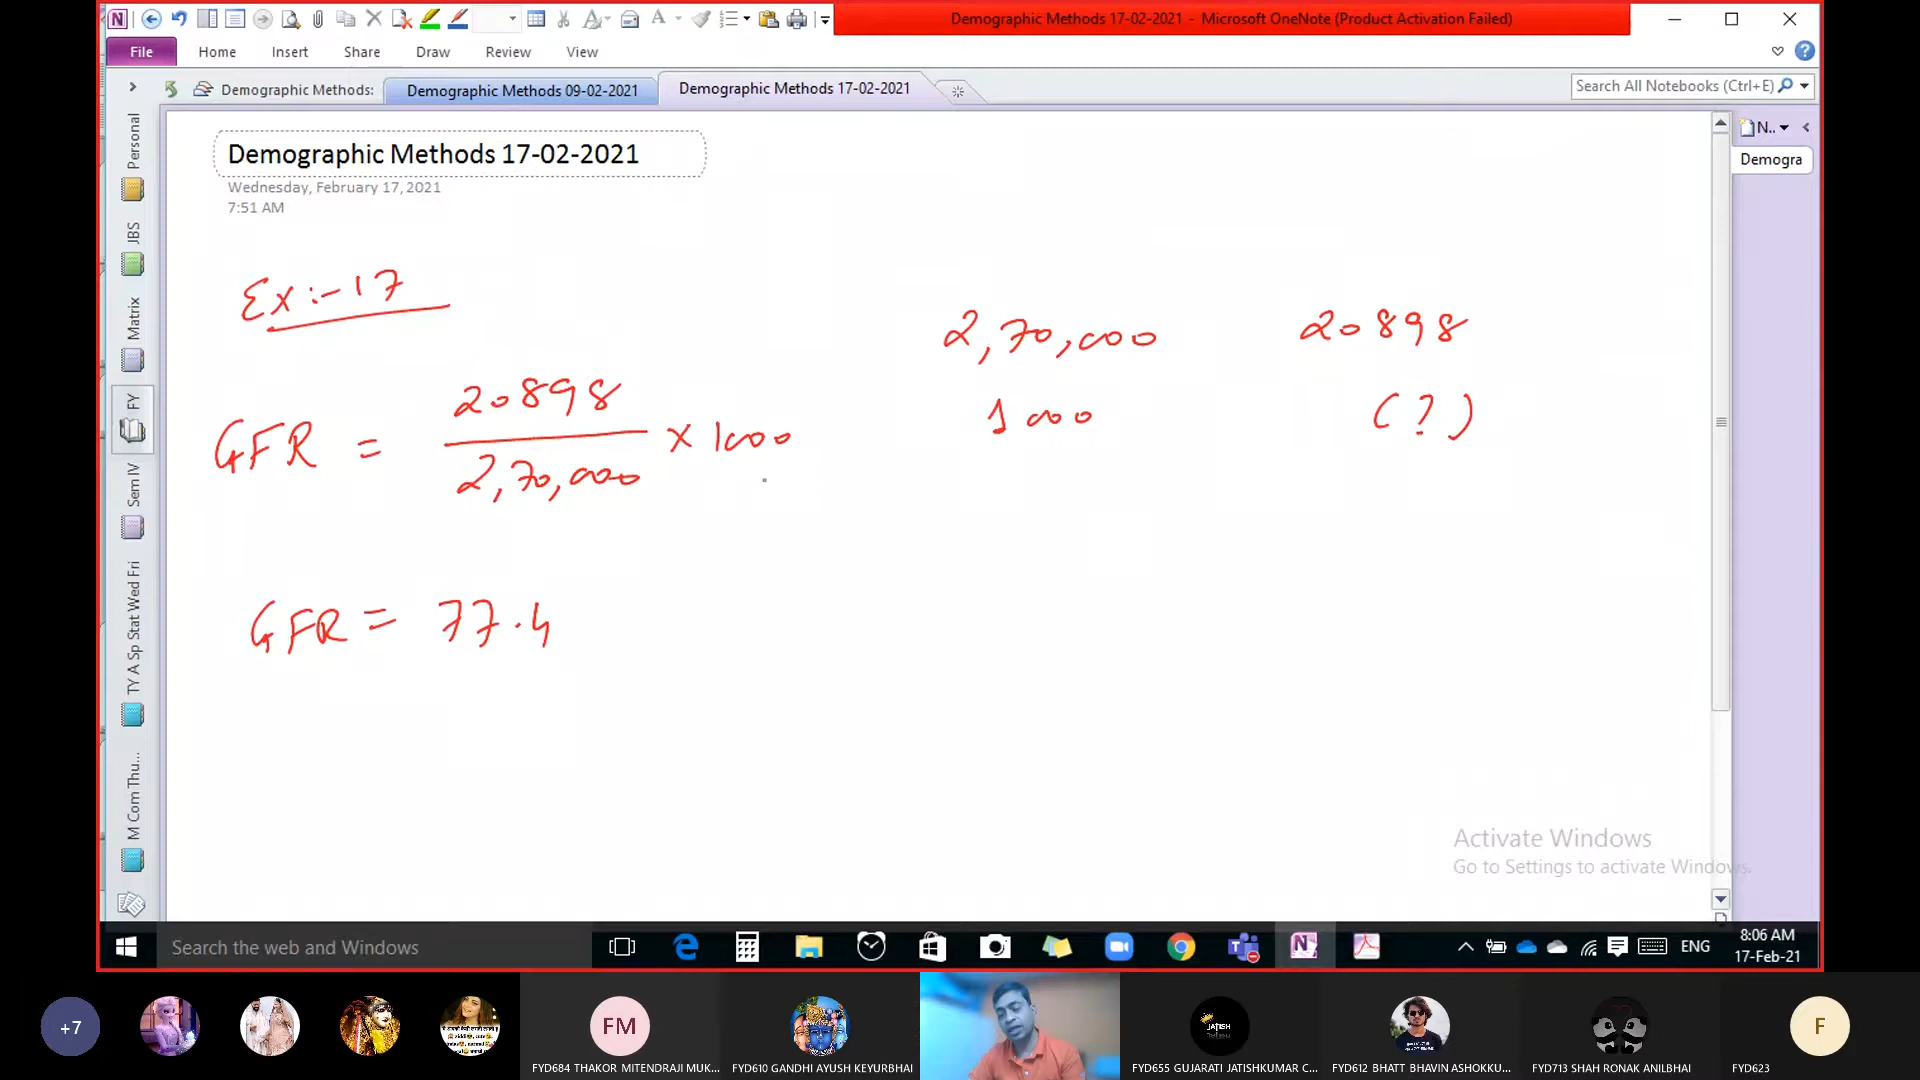 Demographic Methods 17-02-2021 - Microsoft OneNote (Product Activation Failed)
File Home Insert Share Draw Review View
Demographic Methods: Demographic Methods 09-02-2021 Demographic Methods 17-02-2021
Search All Notebooks (Ctrl+E)
N..
Demogra
Personal
JBS
Matrix
FY
Sem IV
TY A Sp Stat Wed Fri
M Com Thu...
Demographic Methods 17-02-2021
Wednesday, February 17, 2021
7:51 AM
Ex:-17
2,70,000 20898
1000 (?)
GFR = 20898
2,70,000 × 1000
GFR = 77.4
Activate Windows
Go to Settings to activate Windows.
Search the web and Windows
ENG
8:06 AM
17-Feb-21
+7
FM
JATISH
F
FYD684 THAKOR MITENDRAJI MUK...
FYD610 GANDHI AYUSH KEYURBHAI
FYD655 GUJARATI JATISHKUMAR C...
FYD612 BHATT BHAVIN ASHOKKU...
FYD713 SHAH RONAK ANILBHAI
FYD623